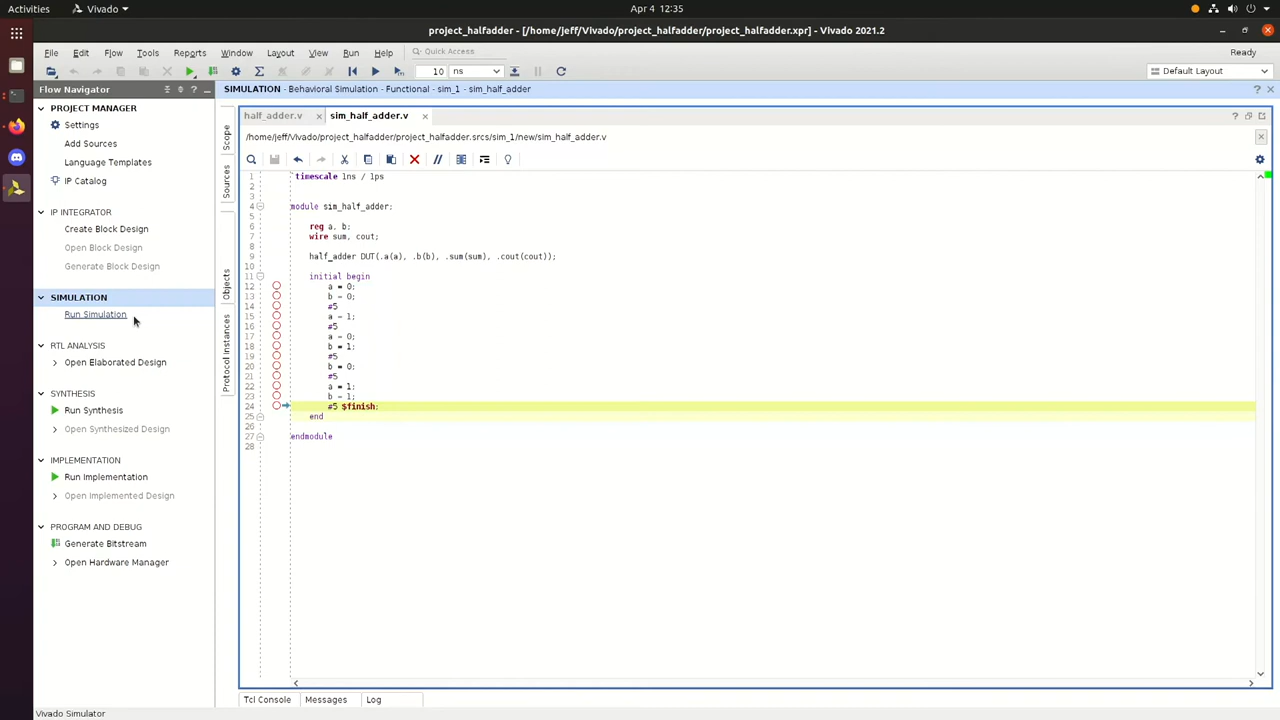 Activities
Vivado
Apr 4 12:35
project_halfadder - [/home/jeff/Vivado/project_halfadder/project_halfadder.xpr] - Vivado 2021.2
File Edit Flow Tools Reports Window Layout View Run Help
Quick Access
Ready
10 ns
Default Layout
Flow Navigator
SIMULATION - Behavioral Simulation - Functional - sim_1 - sim_half_adder
PROJECT MANAGER
Settings
Add Sources
Language Templates
IP Catalog
IP INTEGRATOR
Create Block Design
Open Block Design
Generate Block Design
SIMULATION
Run Simulation
RTL ANALYSIS
Open Elaborated Design
SYNTHESIS
Run Synthesis
Open Synthesized Design
IMPLEMENTATION
Run Implementation
Open Implemented Design
PROGRAM AND DEBUG
Generate Bitstream
Open Hardware Manager
Scope
Sources
Objects
Protocol Instances
half_adder.v
sim_half_adder.v
/home/jeff/Vivado/project_halfadder/project_halfadder.srcs/sim_1/new/sim_half_adder.v
1 `timescale 1ns / 1ps
2
3
4 module sim_half_adder;
5
6 reg a, b;
7 wire sum, cout;
8
9 half_adder DUT(.a(a), .b(b), .sum(sum), .cout(cout));
10
11 initial begin
12 a = 0;
13 b = 0;
14 #5
15 a = 1;
16 #5
17 a = 0;
18 b = 1;
19 #5
20 b = 0;
21 #5
22 a = 1;
23 b = 1;
24 #5 $finish;
25 end
26
27 endmodule
28
Tcl Console
Messages
Log
Vivado Simulator